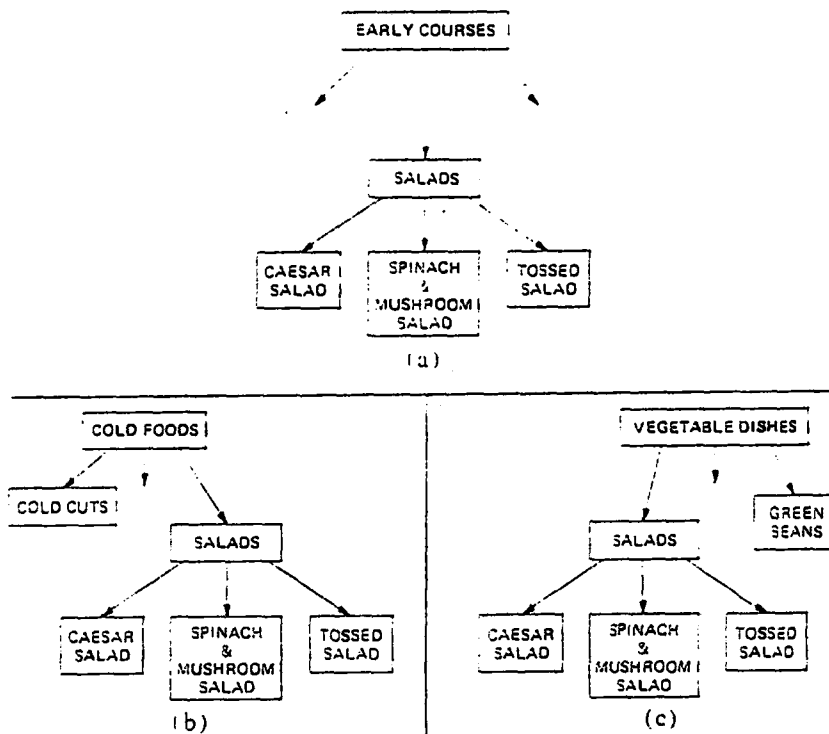 EARLY COURSES
SALADS
CAESAR
SALAD
SPINACH
&
MUSHROOM
SALAD
TOSSED
SALAD
(a)
COLD FOODS
COLD CUTS
SALADS
CAESAR
SALAD
SPINACH
&
MUSHROOM
SALAD
TOSSED
SALAD
(b)
VEGETABLE DISHES
GREEN
BEANS
SALADS
CAESAR
SALAD
SPINACH
&
MUSHROOM
SALAD
TOSSED
SALAD
(c)